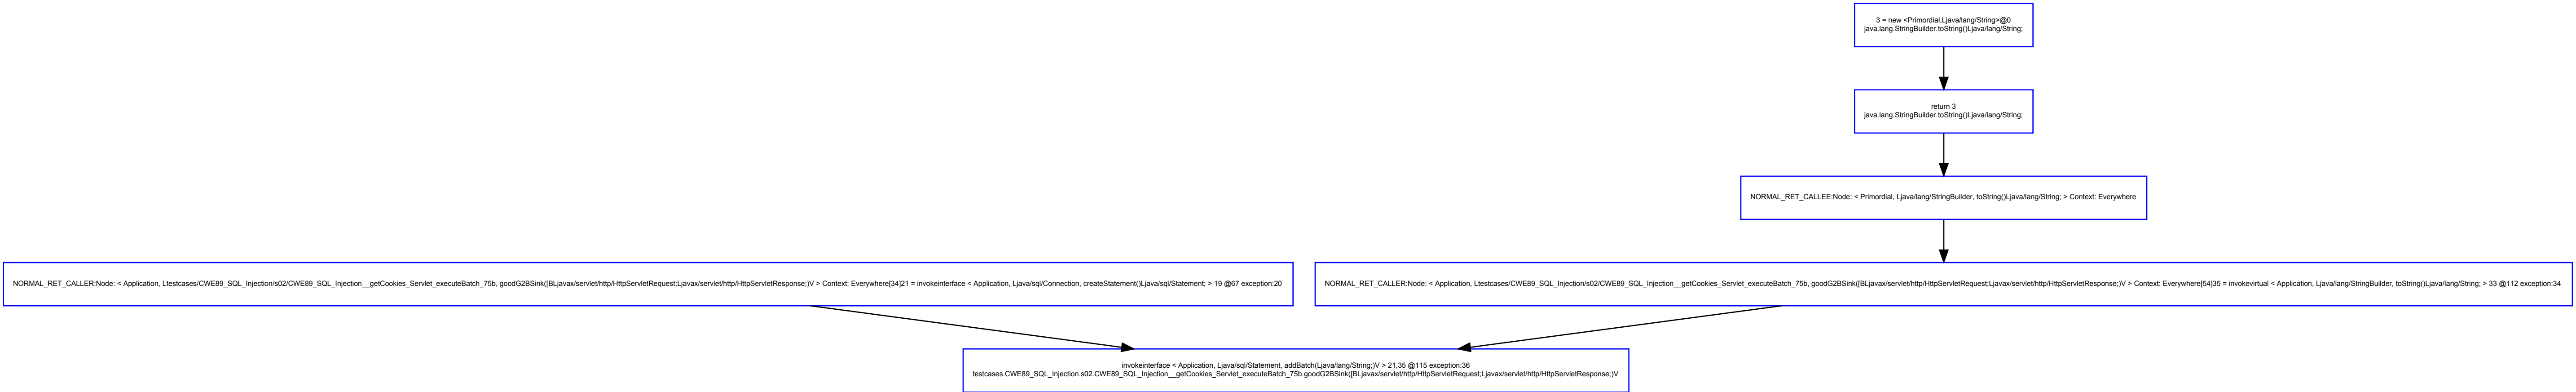 3 = new <Primordial,Ljava/lang/String>@0
java.lang.StringBuilder.toString()Ljava/lang/String;
return 3
java.lang.StringBuilder.toString()Ljava/lang/String;
NORMAL_RET_CALLEE:Node: < Primordial, Ljava/lang/StringBuilder, toString()Ljava/lang/String; > Context: Everywhere
NORMAL_RET_CALLER:Node: < Application, Ltestcases/CWE89_SQL_Injection/s02/CWE89_SQL_Injection__getCookies_Servlet_executeBatch_75b, goodG2BSink([BLjavax/servlet/http/HttpServletRequest;Ljavax/servlet/http/HttpServletResponse;)V > Context: Everywhere[34]21 = invokeinterface < Application, Ljava/sql/Connection, createStatement()Ljava/sql/Statement; > 19 @67 exception:20
NORMAL_RET_CALLER:Node: < Application, Ltestcases/CWE89_SQL_Injection/s02/CWE89_SQL_Injection__getCookies_Servlet_executeBatch_75b, goodG2BSink([BLjavax/servlet/http/HttpServletRequest;Ljavax/servlet/http/HttpServletResponse;)V > Context: Everywhere[54]35 = invokevirtual < Application, Ljava/lang/StringBuilder, toString()Ljava/lang/String; > 33 @112 exception:34
invokeinterface < Application, Ljava/sql/Statement, addBatch(Ljava/lang/String;)V > 21,35 @115 exception:36
testcases.CWE89_SQL_Injection.s02.CWE89_SQL_Injection__getCookies_Servlet_executeBatch_75b.goodG2BSink([BLjavax/servlet/http/HttpServletRequest;Ljavax/servlet/http/HttpServletResponse;)V